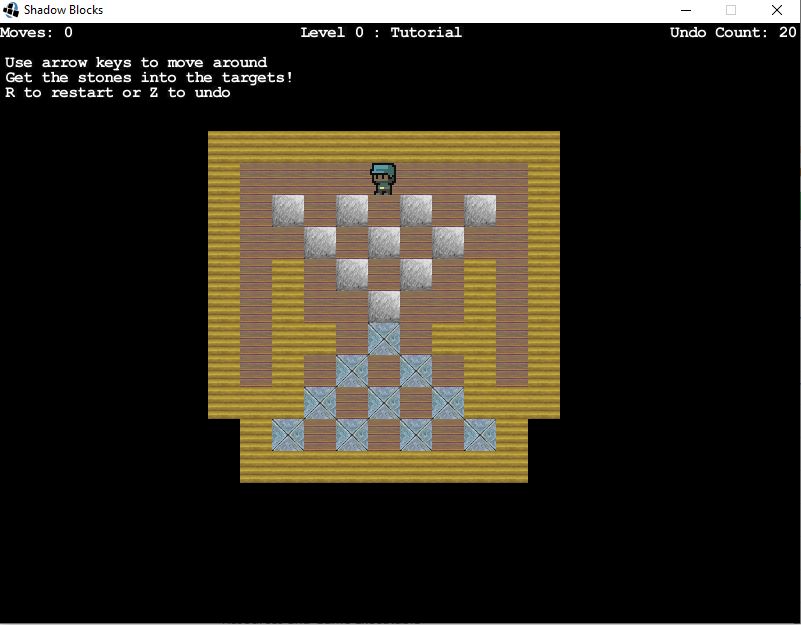 Shadow Blocks
Moves: 0 Level 0 : Tutorial Undo Count: 20
Use arrow keys to move around
Get the stones into the targets!
R to restart or Z to undo